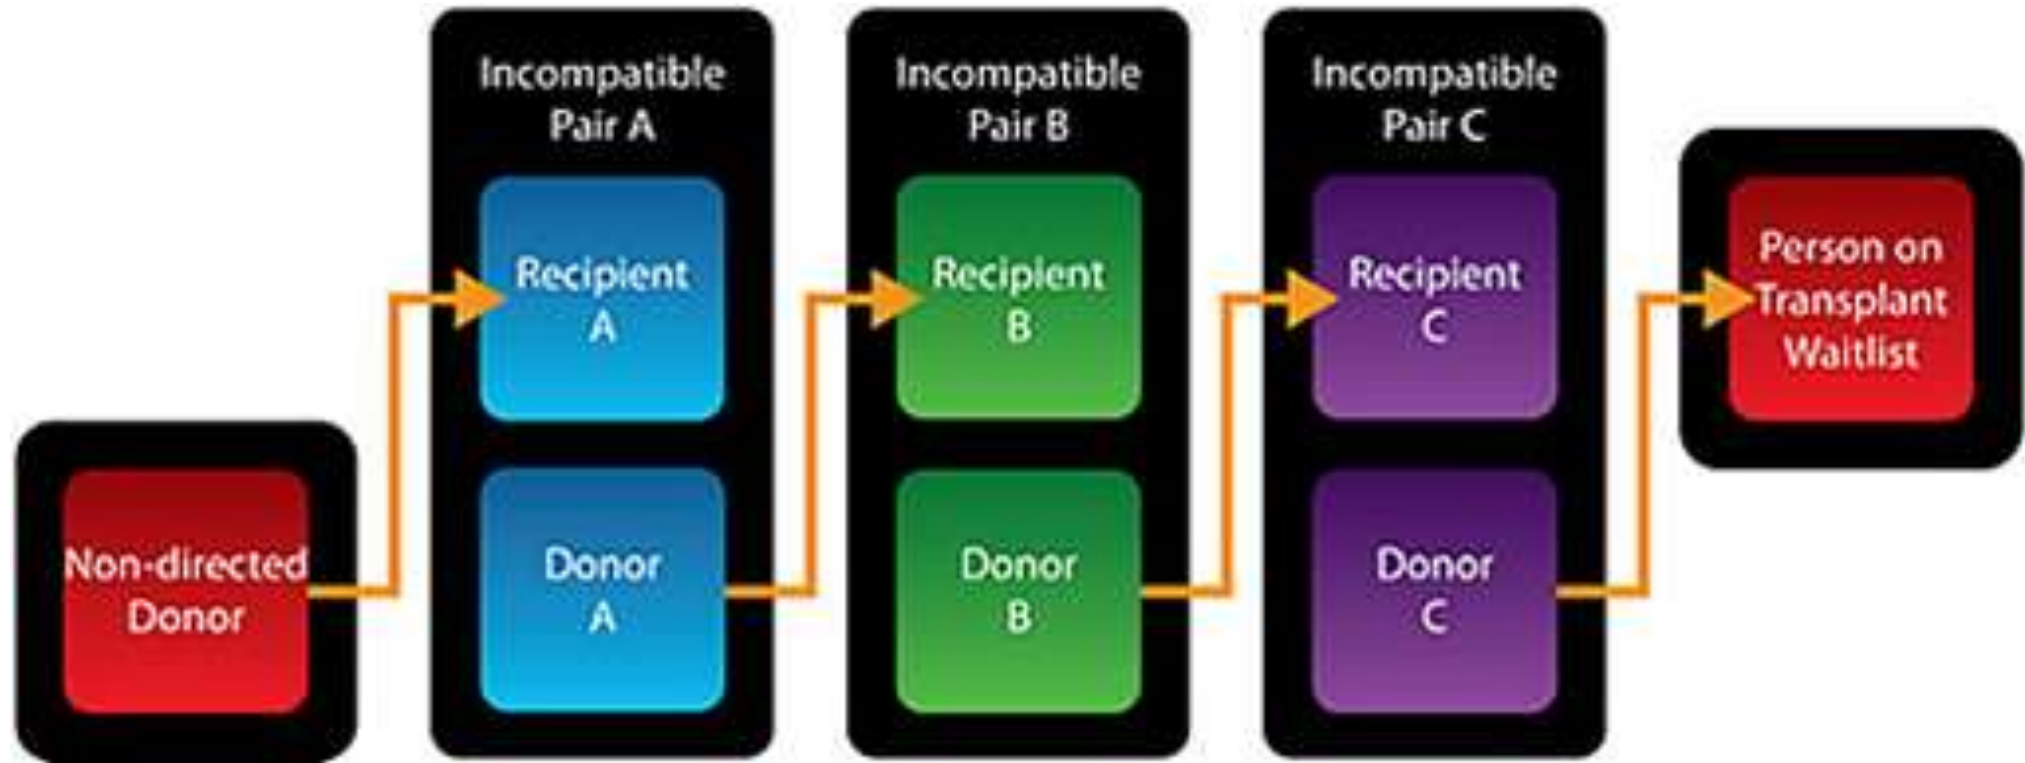 Non-directed
Donor
Incompatible
Pair A
Recipient
A
Donor
A
Incompatible
Pair B
Recipient
B
Donor
B
Incompatible
Pair C
Recipient
C
Donor
C
Person on
Transplant
Waitlist